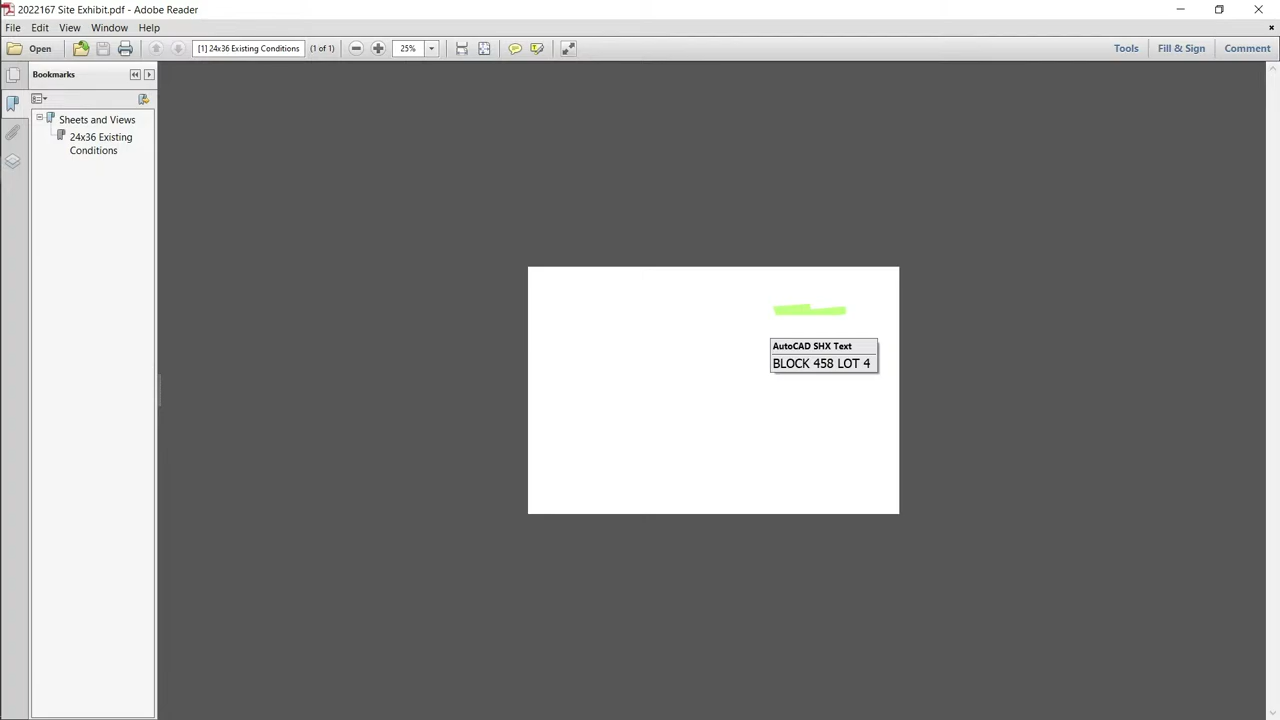 2022167 Site Exhibit.pdf - Adobe Reader
File Edit View Window Help
Open [1] 24x36 Existing Conditions (1 of 1) 25% Tools Fill & Sign Comment
Bookmarks
Sheets and Views
24x36 Existing
Conditions
AutoCAD SHX Text
BLOCK 458 LOT 4